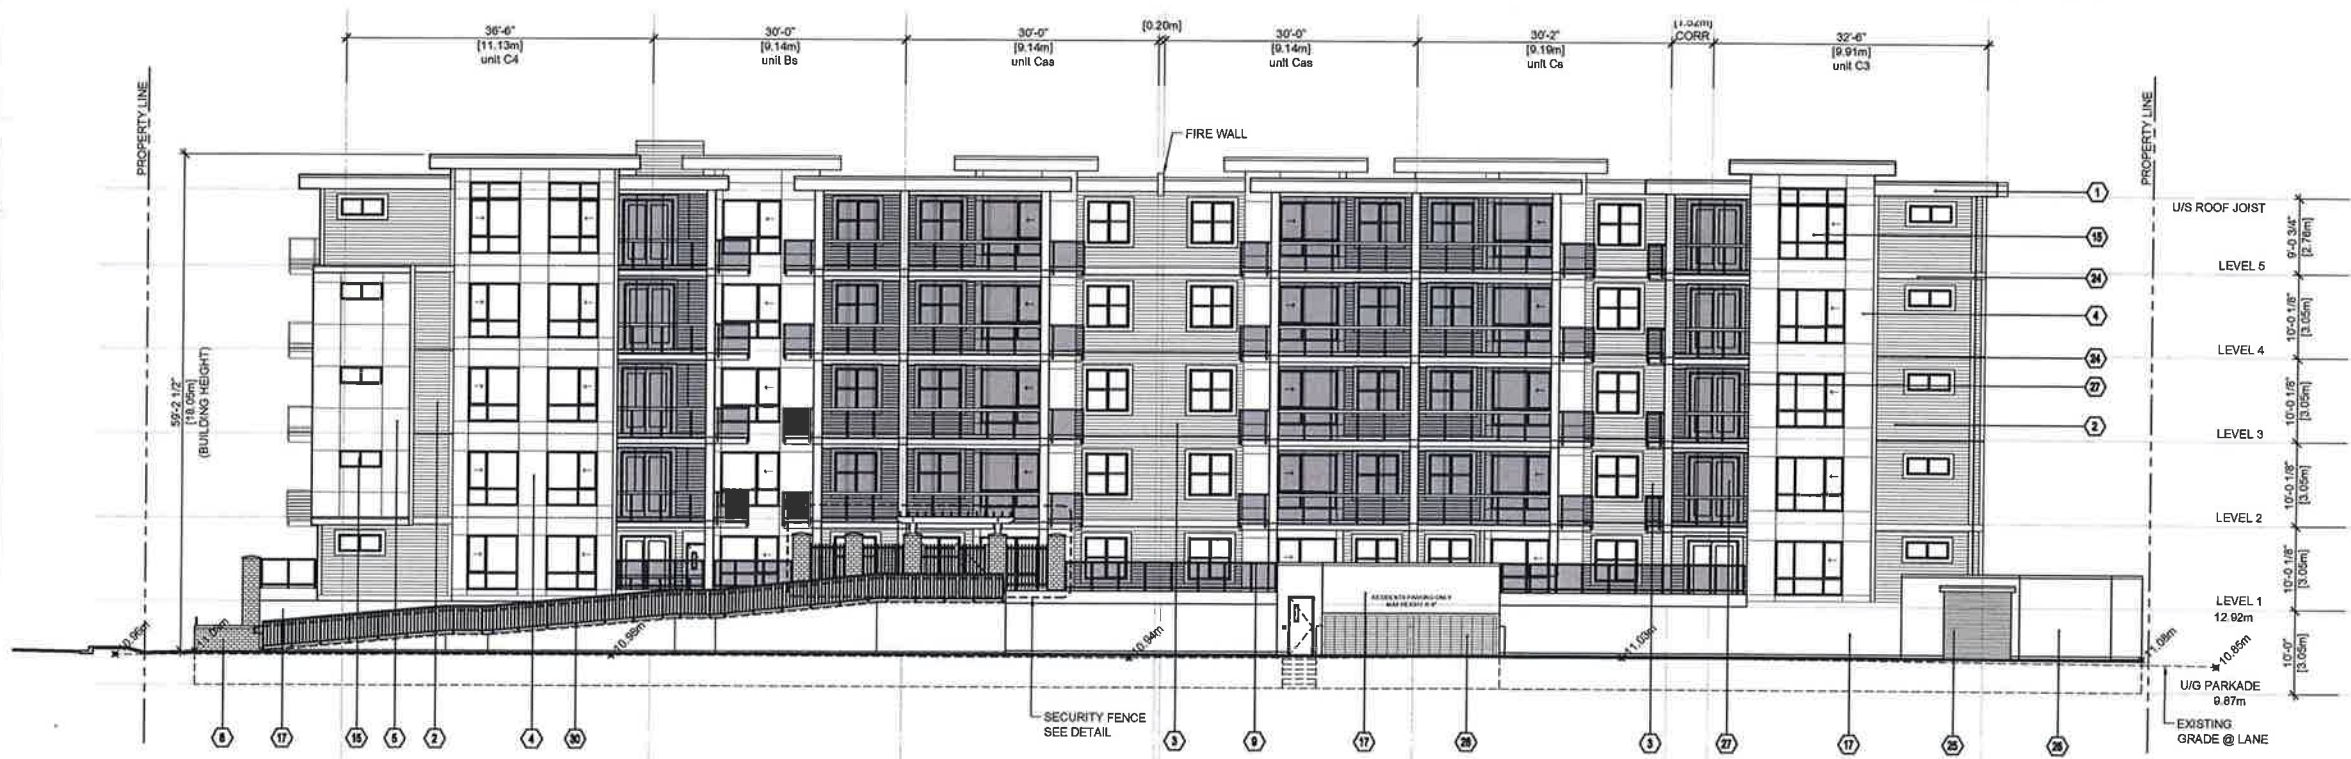 36'-6"
[11.13m]
unit C4
30'-0"
[9.14m]
unit Bs
30'-0"
[9.14m]
unit Cas
[0.20m]
30'-0"
[9.14m]
unit Cas
30'-2"
[9.19m]
unit Cs
[1.52m]
CORR
32'-6"
[9.91m]
unit C3
PROPERTY LINE
FIRE WALL
PROPERTY LINE
59'-2 1/2"
[18.05m]
(BUILDING HEIGHT)
1
15
24
4
24
27
2
U/S ROOF JOIST
9'-0 3/4"
[2.76m]
LEVEL 5
10'-0 1/8"
[3.05m]
LEVEL 4
10'-0 1/8"
[3.05m]
LEVEL 3
10'-0 1/8"
[3.05m]
LEVEL 2
10'-0 1/8"
[3.05m]
LEVEL 1
12.92m
10'-0"
[3.05m]
U/G PARKADE
9.87m
EXISTING
GRADE @ LANE
RESIDENTS PARKING ONLY
10.96m
10.98m
10.94m
11.03m
11.08m
10.85m
SECURITY FENCE
SEE DETAIL
17
15
5
2
4
30
3
9
17
3
27
17
25